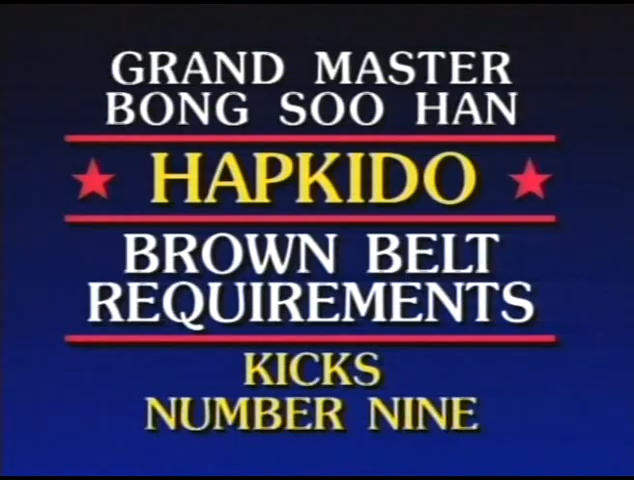 GRAND MASTER
BONG SOO HAN
HAPKIDO
BROWN BELT
REQUIREMENTS
KICKS
NUMBER NINE